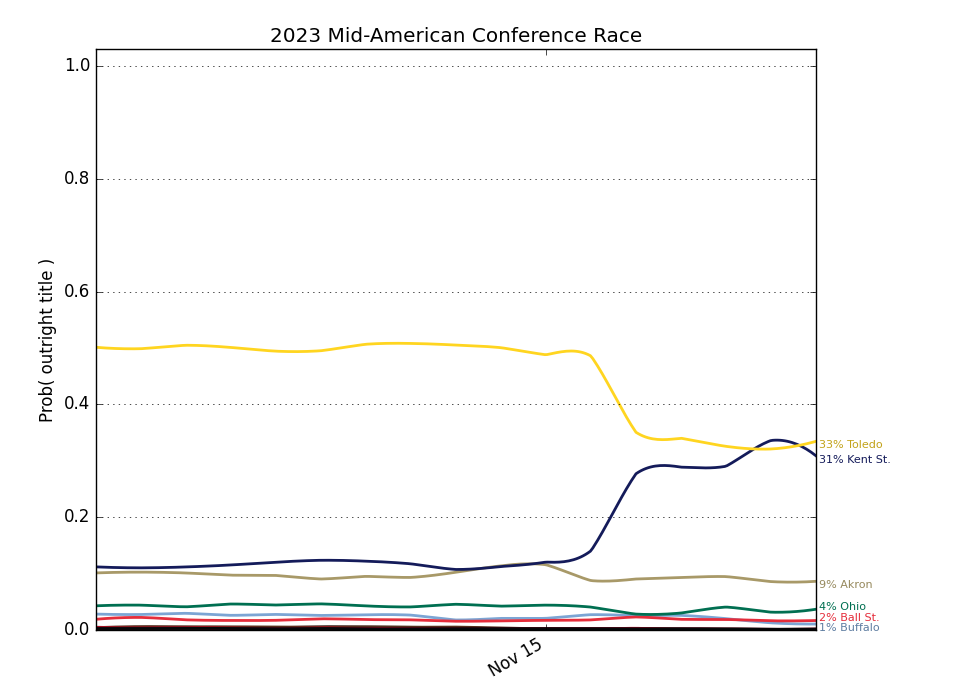 2023 Mid-American Conference Race
Prob( outright title )
1.0
0.8
0.6
0.4
0.2
0.0
Nov 15
33% Toledo
31% Kent St.
9% Akron
4% Ohio
2% Ball St.
1% Buffalo